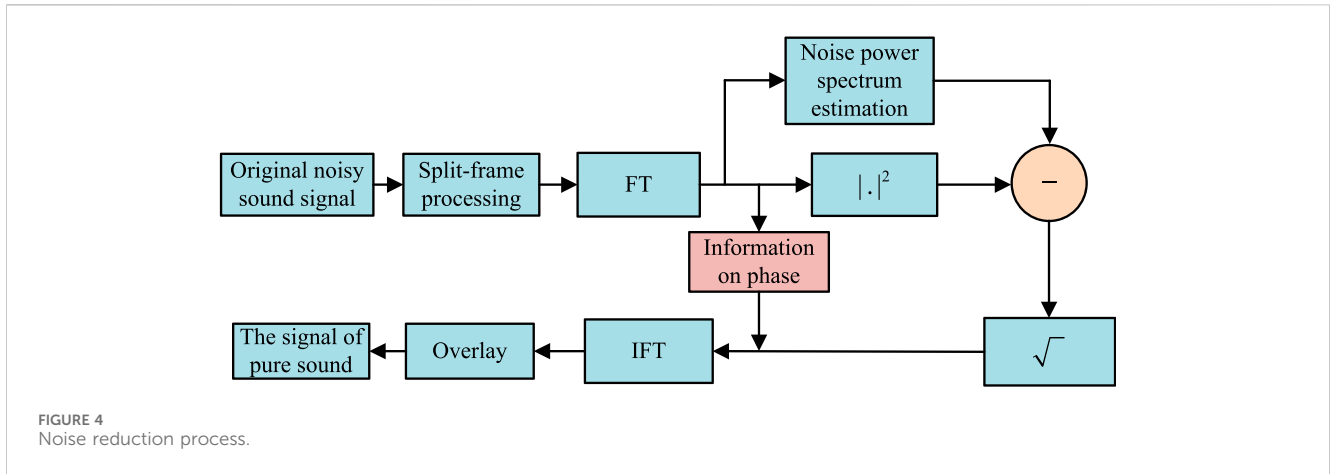 Noise power
spectrum
estimation
Original noisy
sound signal
Split-frame
processing
FT
|.|²
−
Information
on phase
The signal of
pure sound
Overlay
IFT
√
FIGURE 4
Noise reduction process.